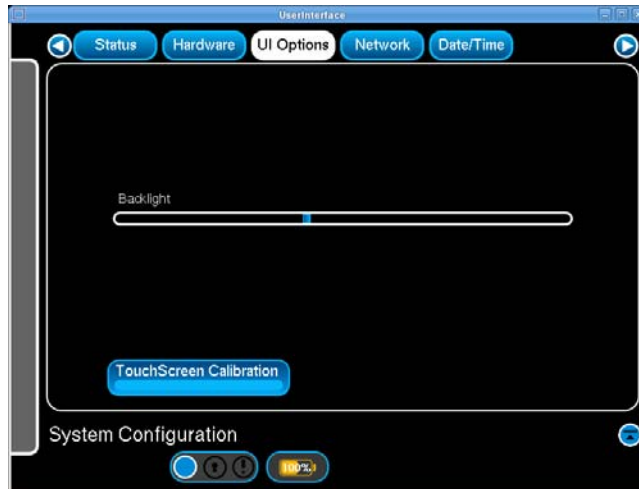 UserInterface
Status Hardware UI Options Network Date/Time
Backlight
TouchScreen Calibration
System Configuration
100%